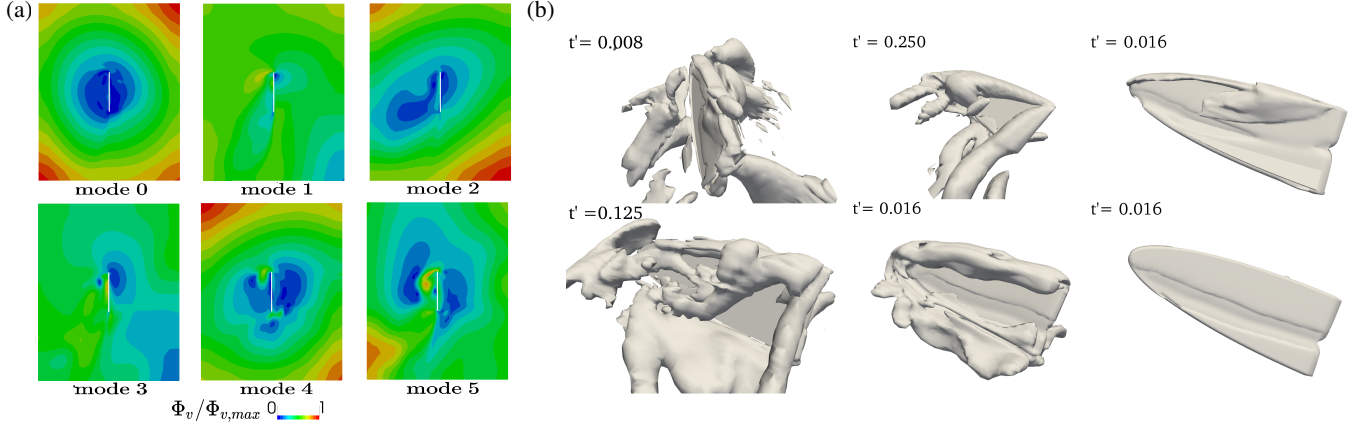 (a)
mode 0
mode 1
mode 2
mode 3
mode 4
mode 5
Φv/Φv,max 0 1
(b)
t' = 0.008
t' = 0.250
t' = 0.016
t' =0.125
t' = 0.016
t' = 0.016